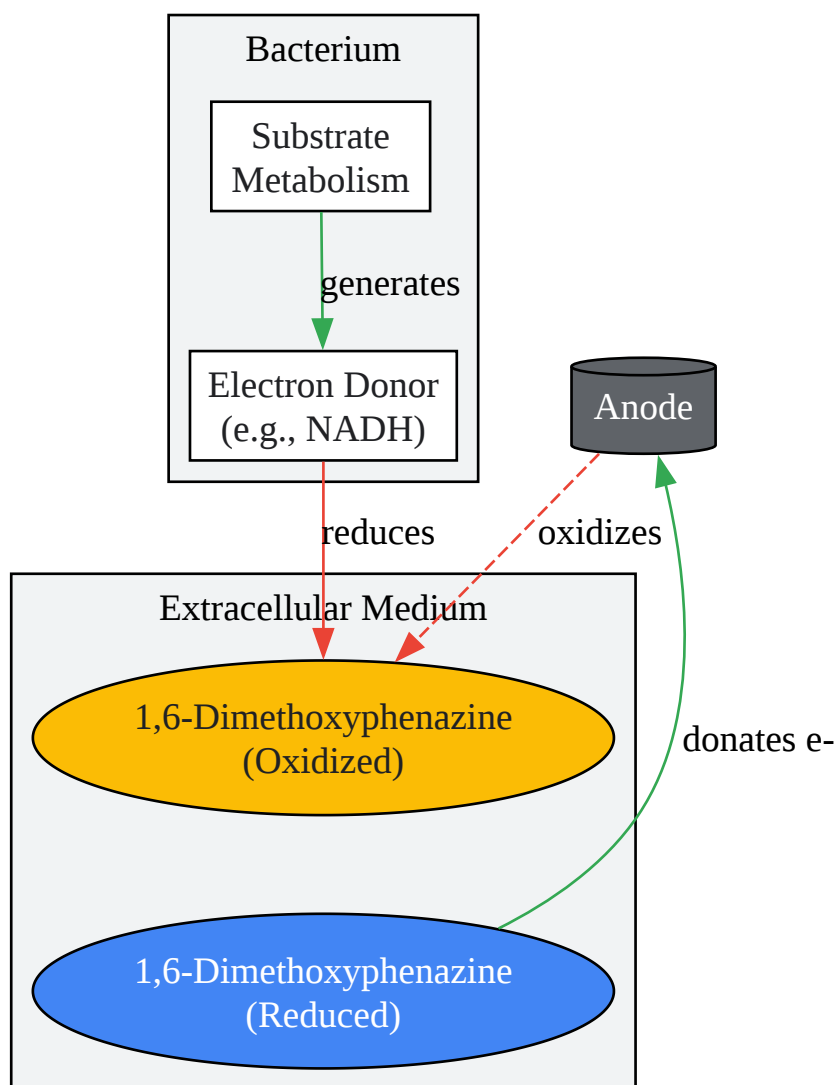 Bacterium
Substrate
Metabolism
generates
Electron Donor
(e.g., NADH)
Anode
reduces
oxidizes
Extracellular Medium
1,6-Dimethoxyphenazine
(Oxidized)
donates e-
1,6-Dimethoxyphenazine
(Reduced)